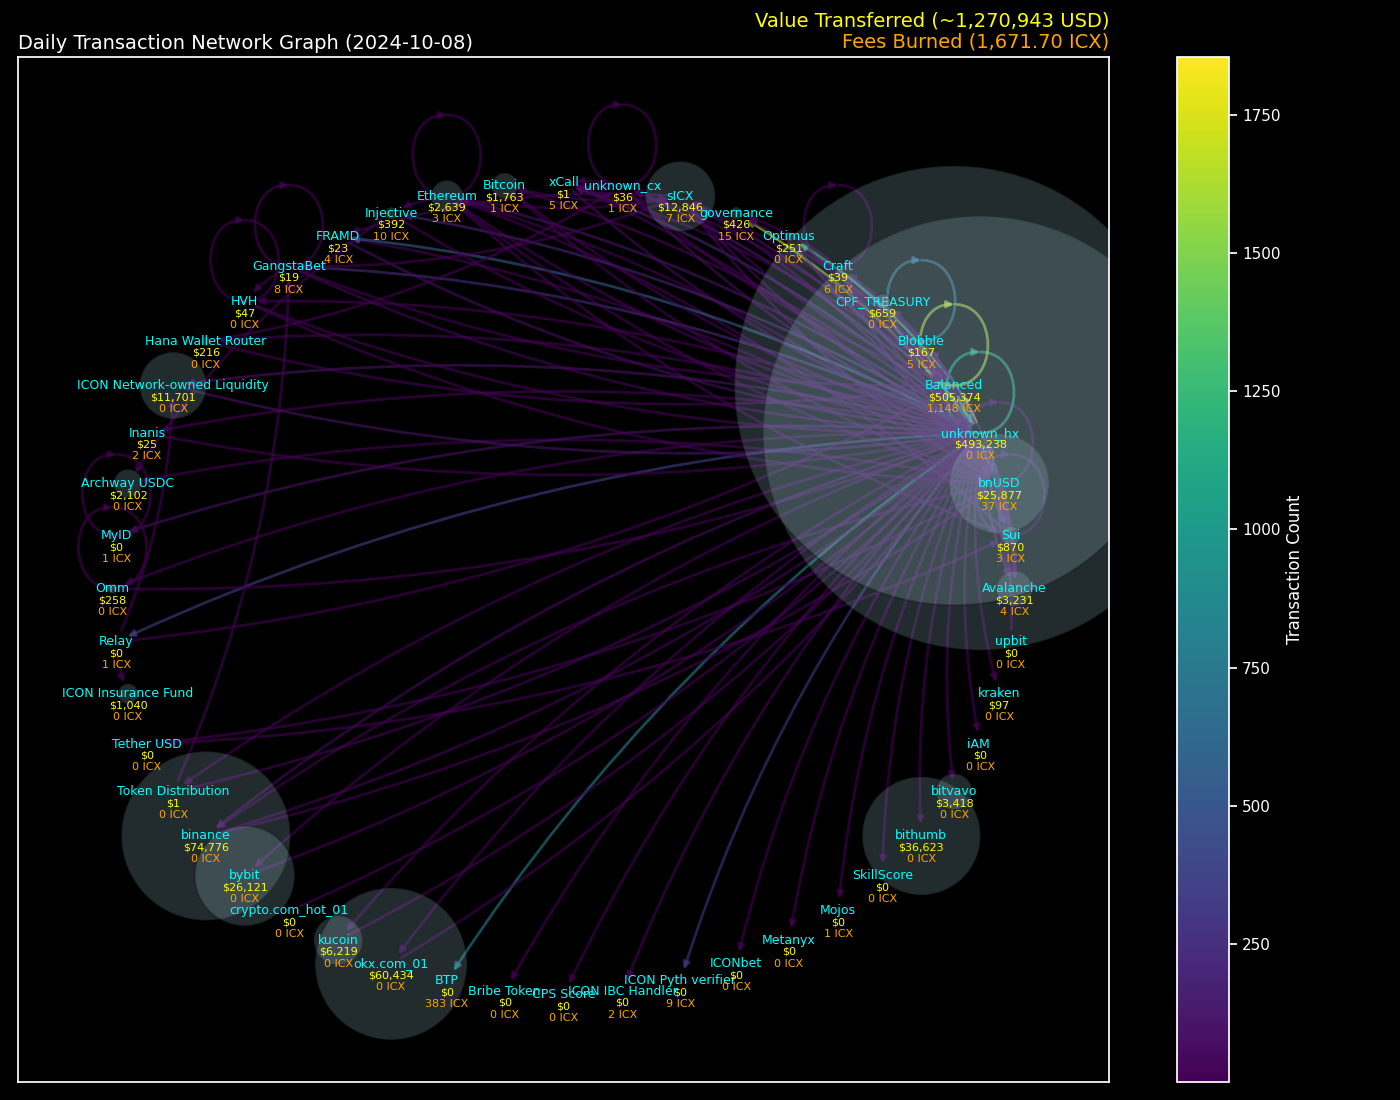 Value Transferred (~1,270,943 USD)
Daily Transaction Network Graph (2024-10-08)
Fees Burned (1,671.70 ICX)
xCall
$1
5 ICX
unknown_cx
$36
1 ICX
Bitcoin
$1,763
1 ICX
sICX
$12,846
7 ICX
Ethereum
$2,639
3 ICX
governance
$426
15 ICX
Injective
$392
10 ICX
Optimus
$251
0 ICX
FRAMD
$23
4 ICX
Craft
$39
6 ICX
GangstaBet
$19
8 ICX
CPF_TREASURY
$659
0 ICX
HVH
$47
0 ICX
Blobble
$167
5 ICX
Hana Wallet Router
$216
0 ICX
Balanced
$505,374
1,148 ICX
ICON Network-owned Liquidity
$11,701
0 ICX
unknown_hx
$493,238
0 ICX
Inanis
$25
2 ICX
bnUSD
$25,877
37 ICX
Archway USDC
$2,102
0 ICX
Sui
$870
3 ICX
MyID
$0
1 ICX
Avalanche
$3,231
4 ICX
Omm
$258
0 ICX
upbit
$0
0 ICX
Relay
$0
1 ICX
kraken
$97
0 ICX
ICON Insurance Fund
$1,040
0 ICX
iAM
$0
0 ICX
Tether USD
$0
0 ICX
bitvavo
$3,418
0 ICX
Token Distribution
$1
0 ICX
bithumb
$36,623
0 ICX
binance
$74,776
0 ICX
SkillScore
$0
0 ICX
bybit
$26,121
0 ICX
Mojos
$0
1 ICX
crypto.com_hot_01
$0
0 ICX
Metanyx
$0
0 ICX
kucoin
$6,219
0 ICX
ICONbet
$0
0 ICX
okx.com_01
$60,434
0 ICX
ICON Pyth verifier
$0
9 ICX
BTP
$0
383 ICX
ICON IBC Handler
$0
2 ICX
Bribe Token
$0
0 ICX
CPS Score
$0
0 ICX
1750
1500
1250
1000
750
500
250
Transaction Count